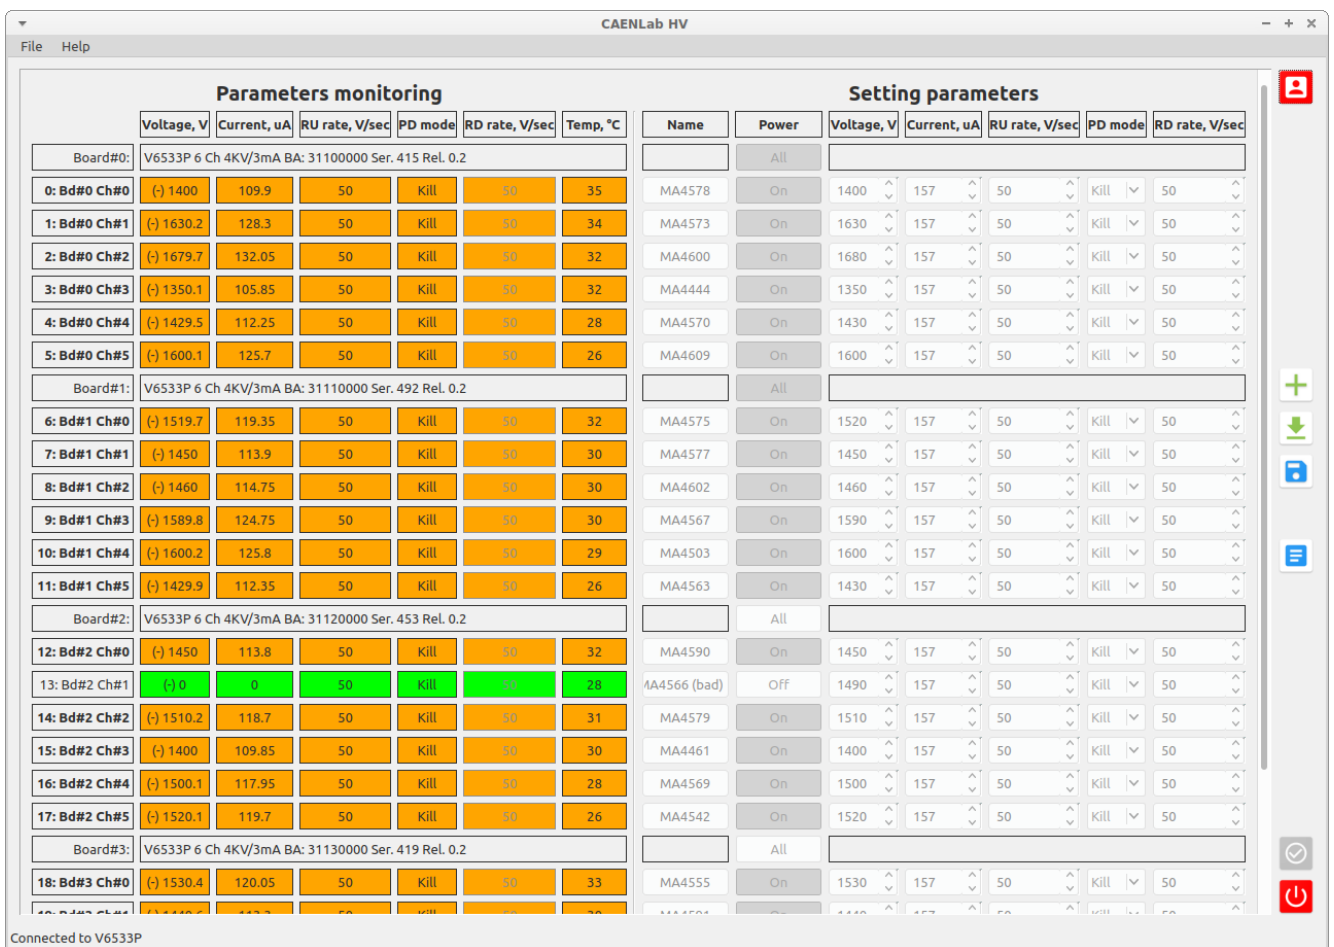 CAENLab HV
File Help
Parameters monitoring Setting parameters
Voltage, V Current, uA RU rate, V/sec PD mode RD rate, V/sec Temp, °C Name Power Voltage, V Current, uA RU rate, V/sec PD mode RD rate, V/sec
Board#0: V6533P 6 Ch 4KV/3mA BA: 31100000 Ser. 415 Rel. 0.2 All
0: Bd#0 Ch#0 (-) 1400 109.9 50 Kill 50 35 MA4578 On 1400 157 50 Kill 50
1: Bd#0 Ch#1 (-) 1630.2 128.3 50 Kill 50 34 MA4573 On 1630 157 50 Kill 50
2: Bd#0 Ch#2 (-) 1679.7 132.05 50 Kill 50 32 MA4600 On 1680 157 50 Kill 50
3: Bd#0 Ch#3 (-) 1350.1 105.85 50 Kill 50 32 MA4444 On 1350 157 50 Kill 50
4: Bd#0 Ch#4 (-) 1429.5 112.25 50 Kill 50 28 MA4570 On 1430 157 50 Kill 50
5: Bd#0 Ch#5 (-) 1600.1 125.7 50 Kill 50 26 MA4609 On 1600 157 50 Kill 50
Board#1: V6533P 6 Ch 4KV/3mA BA: 31110000 Ser. 492 Rel. 0.2 All
6: Bd#1 Ch#0 (-) 1519.7 119.35 50 Kill 50 32 MA4575 On 1520 157 50 Kill 50
7: Bd#1 Ch#1 (-) 1450 113.9 50 Kill 50 30 MA4577 On 1450 157 50 Kill 50
8: Bd#1 Ch#2 (-) 1460 114.75 50 Kill 50 30 MA4602 On 1460 157 50 Kill 50
9: Bd#1 Ch#3 (-) 1589.8 124.75 50 Kill 50 30 MA4567 On 1590 157 50 Kill 50
10: Bd#1 Ch#4 (-) 1600.2 125.8 50 Kill 50 29 MA4503 On 1600 157 50 Kill 50
11: Bd#1 Ch#5 (-) 1429.9 112.35 50 Kill 50 26 MA4563 On 1430 157 50 Kill 50
Board#2: V6533P 6 Ch 4KV/3mA BA: 31120000 Ser. 453 Rel. 0.2 All
12: Bd#2 Ch#0 (-) 1450 113.8 50 Kill 50 32 MA4590 On 1450 157 50 Kill 50
13: Bd#2 Ch#1 (-) 0 0 50 Kill 50 28 MA4566 (bad) Off 1490 157 50 Kill 50
14: Bd#2 Ch#2 (-) 1510.2 118.7 50 Kill 50 31 MA4579 On 1510 157 50 Kill 50
15: Bd#2 Ch#3 (-) 1400 109.85 50 Kill 50 30 MA4461 On 1400 157 50 Kill 50
16: Bd#2 Ch#4 (-) 1500.1 117.95 50 Kill 50 28 MA4569 On 1500 157 50 Kill 50
17: Bd#2 Ch#5 (-) 1520.1 119.7 50 Kill 50 26 MA4542 On 1520 157 50 Kill 50
Board#3: V6533P 6 Ch 4KV/3mA BA: 31130000 Ser. 419 Rel. 0.2 All
18: Bd#3 Ch#0 (-) 1530.4 120.05 50 Kill 50 33 MA4555 On 1530 157 50 Kill 50
Connected to V6533P